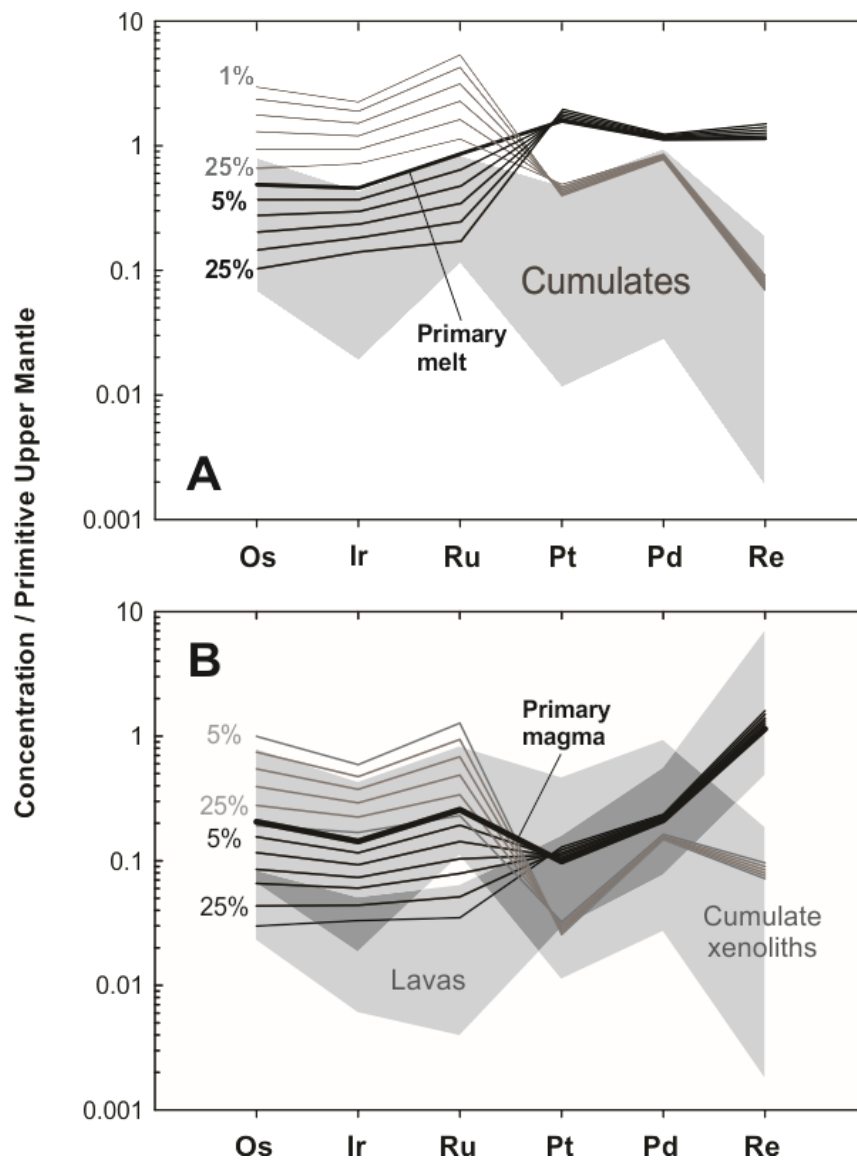 Concentration / Primitive Upper Mantle
10
1
0.1
0.01
0.001
1%
25%
5%
25%
Primary
melt
Cumulates
A
Os Ir Ru Pt Pd Re
10
1
0.1
0.01
0.001
B
5%
25%
5%
25%
Primary
magma
Lavas
Cumulate
xenoliths
Os Ir Ru Pt Pd Re